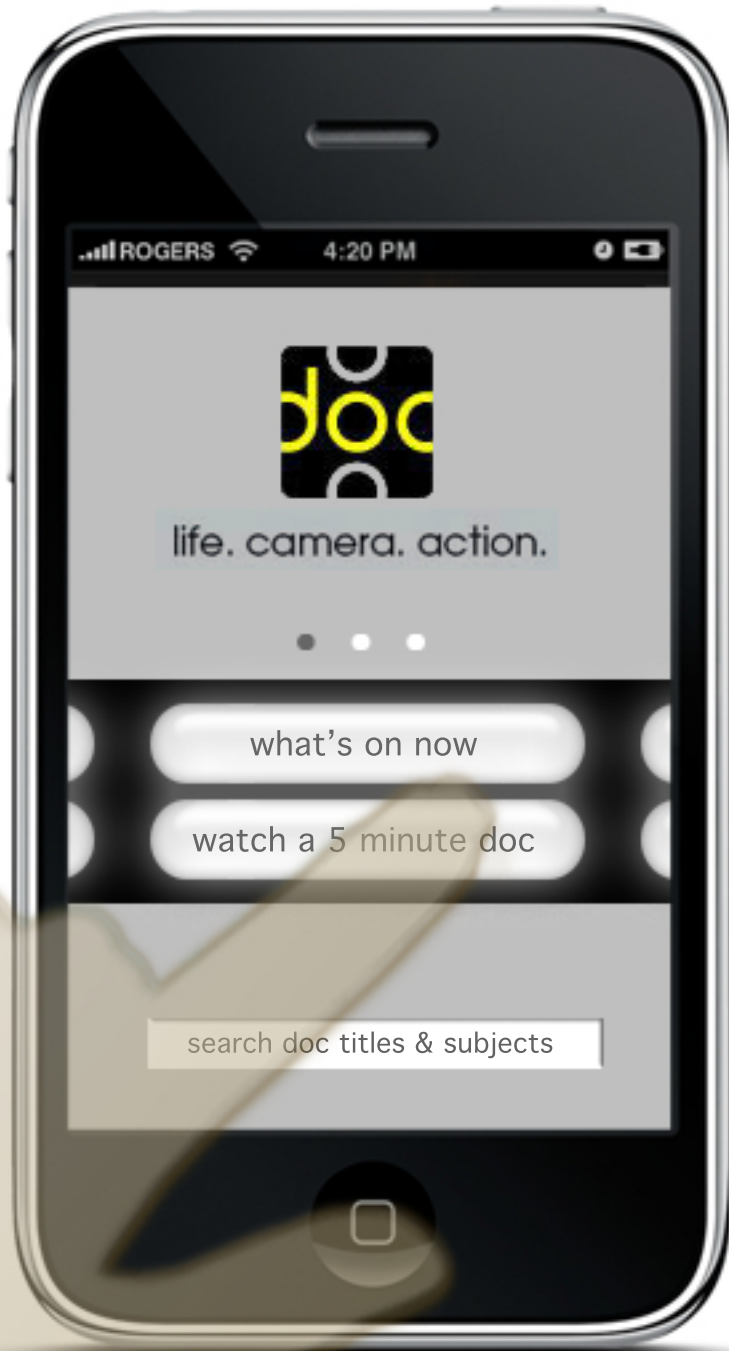 ROGERS 4:20 PM
doc
life. camera. action.
what's on now
watch a 5 minute doc
search doc titles & subjects